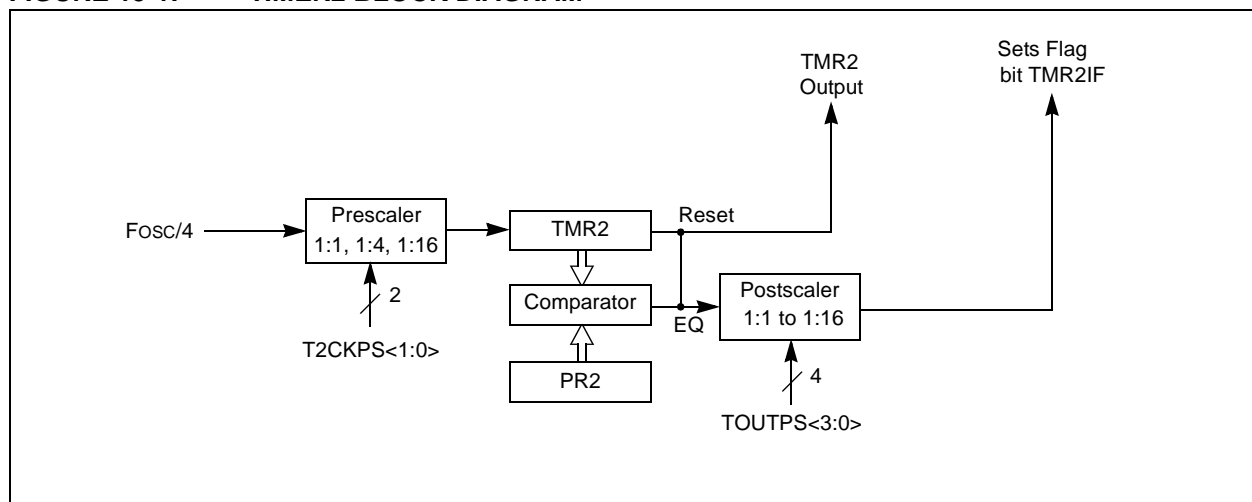 TMR2
Output
Sets Flag
bit TMR2IF
Fosc/4
Prescaler
1:1, 1:4, 1:16
2
T2CKPS<1:0>
TMR2
Reset
Comparator
EQ
PR2
Postscaler
1:1 to 1:16
4
TOUTPS<3:0>